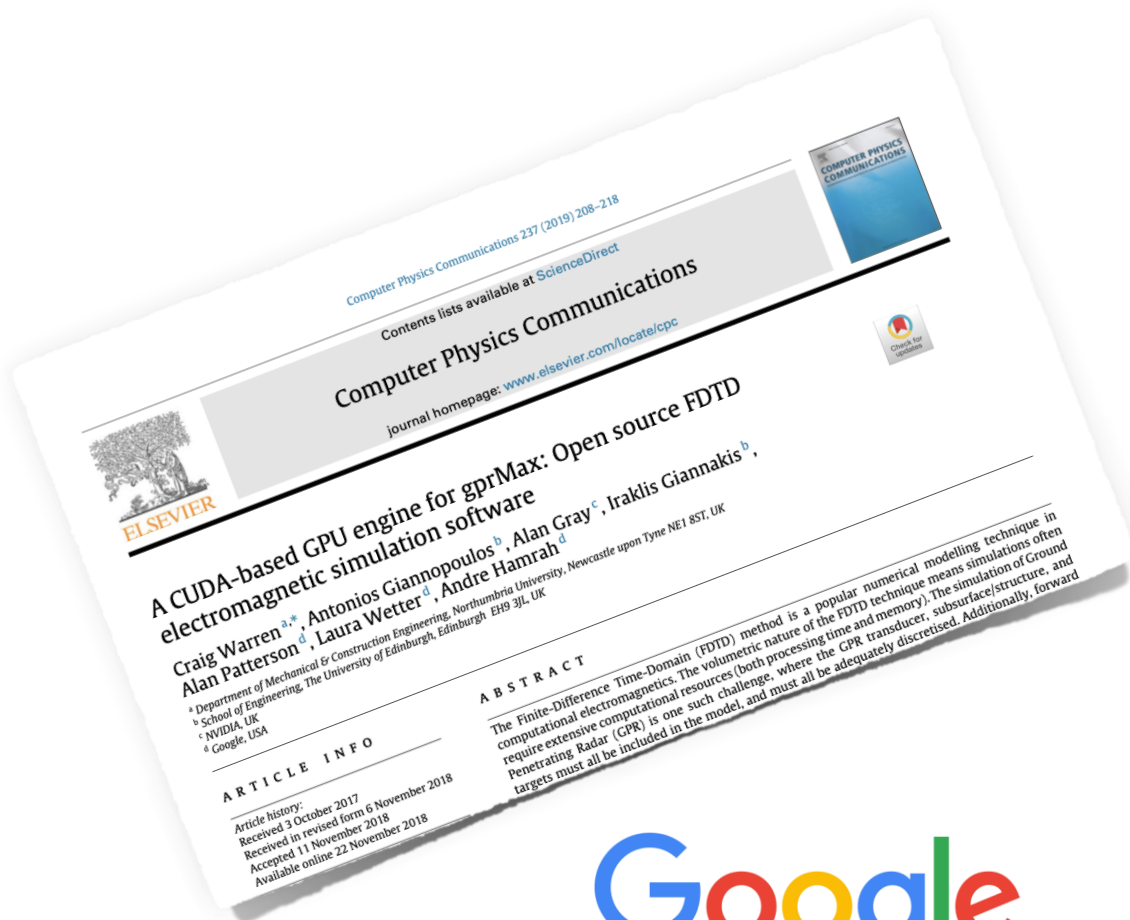 Computer Physics Communications 237 (2019) 208–218
Contents lists available at ScienceDirect
Computer Physics Communications
journal homepage: www.elsevier.com/locate/cpc
COMPUTER PHYSICS
COMMUNICATIONS
ELSEVIER
Check for
updates
A CUDA-based GPU engine for gprMax: Open source FDTD
electromagnetic simulation software
Craig Warren a,*, Antonios Giannopoulos b, Alan Gray c, Iraklis Giannakis b,
Alan Patterson d, Laura Wetter d, Andre Hamrah d
a Department of Mechanical & Construction Engineering, Northumbria University, Newcastle upon Tyne NE1 8ST, UK
b School of Engineering, The University of Edinburgh, Edinburgh EH9 3JL, UK
c NVIDIA, UK
d Google, USA
ARTICLE INFO
Article history:
Received 3 October 2017
Received in revised form 6 November 2018
Accepted 11 November 2018
Available online 22 November 2018
ABSTRACT
The Finite-Difference Time-Domain (FDTD) method is a popular numerical modelling technique in
computational electromagnetics. The volumetric nature of the FDTD technique means simulations often
require extensive computational resources (both processing time and memory). The simulation of Ground
Penetrating Radar (GPR) is one such challenge, where the GPR transducer, subsurface/structure, and
targets must all be included in the model, and must all be adequately discretised. Additionally, forward
Google